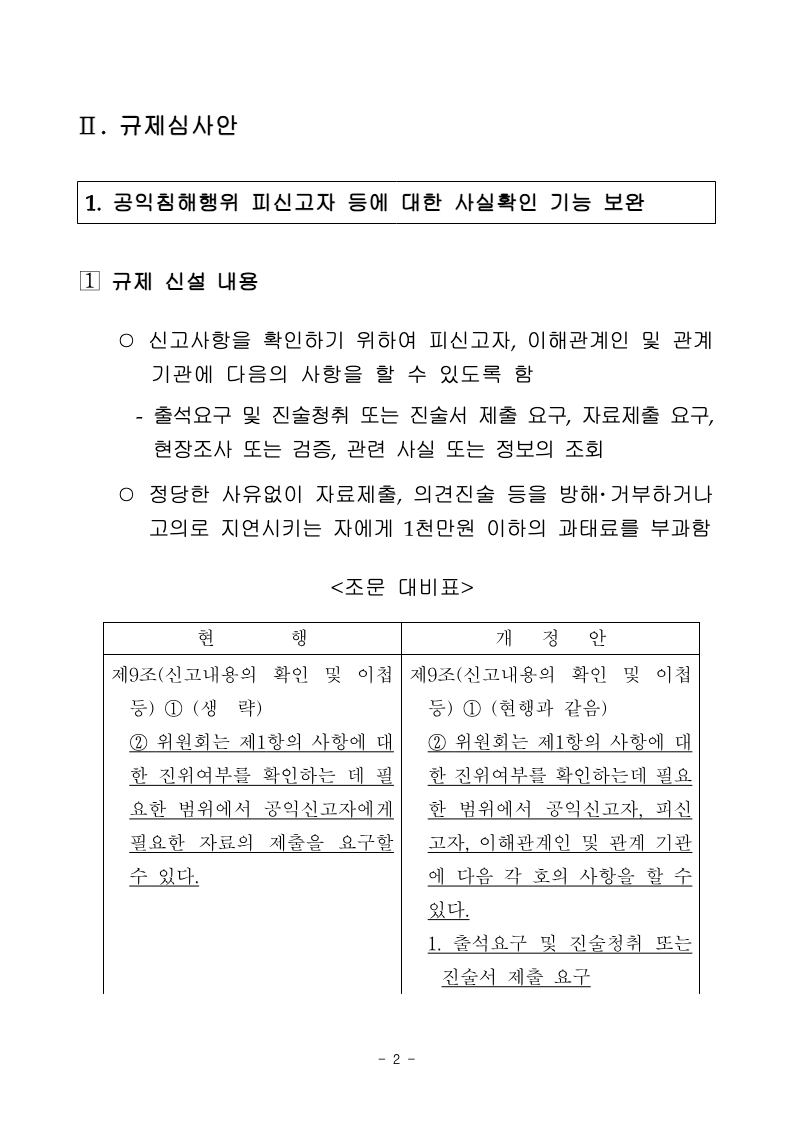 Ⅱ. 규제심사안
1. 공익침해행위 피신고자 등에 대한 사실확인 기능 보완
1 규제 신설 내용
○ 신고사항을 확인하기 위하여 피신고자, 이해관계인 및 관계
기관에 다음의 사항을 할 수 있도록 함
- 출석요구 및 진술청취 또는 진술서 제출 요구, 자료제출 요구,
현장조사 또는 검증, 관련 사실 또는 정보의 조회
○ 정당한 사유없이 자료제출, 의견진술 등을 방해·거부하거나
고의로 지연시키는 자에게 1천만원 이하의 과태료를 부과함
<조문 대비표>
현 행
제9조(신고내용의 확인 및 이첩
등) ① (생 략)
② 위원회는 제1항의 사항에 대
한 진위여부를 확인하는 데 필
요한 범위에서 공익신고자에게
필요한 자료의 제출을 요구할
수 있다.
개 정 안
제9조(신고내용의 확인 및 이첩
등) ① (현행과 같음)
② 위원회는 제1항의 사항에 대
한 진위여부를 확인하는데 필요
한 범위에서 공익신고자, 피신
고자, 이해관계인 및 관계 기관
에 다음 각 호의 사항을 할 수
있다.
1. 출석요구 및 진술청취 또는
진술서 제출 요구
- 2 -